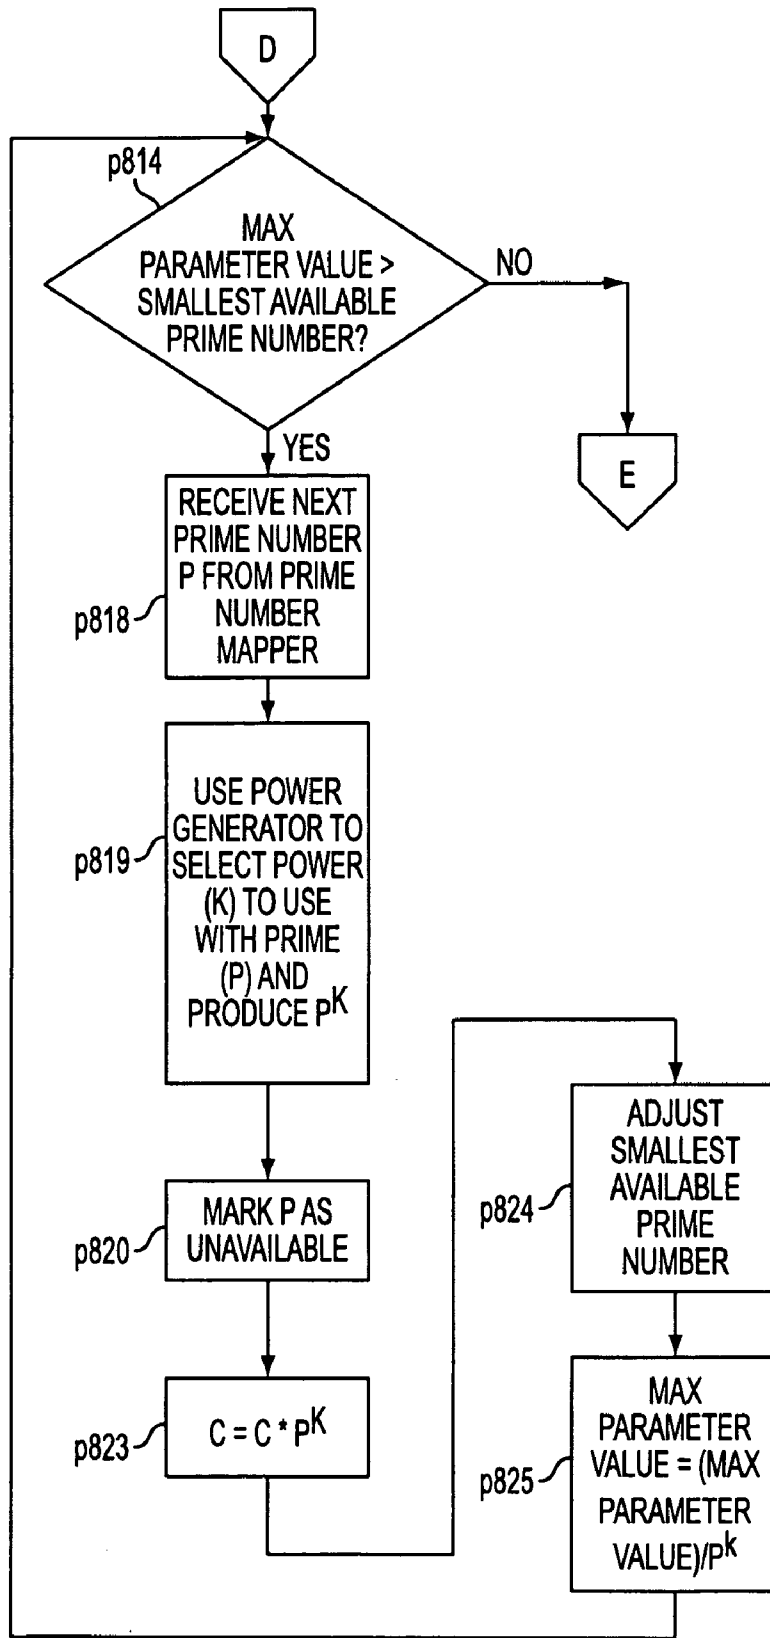 D
p814
MAX
PARAMETER VALUE >
SMALLEST AVAILABLE
PRIME NUMBER?
NO
YES
E
RECEIVE NEXT
PRIME NUMBER
P FROM PRIME
NUMBER
MAPPER
p818
USE POWER
GENERATOR TO
SELECT POWER
(K) TO USE
WITH PRIME
(P) AND
PRODUCE P^K
p819
MARK P AS
UNAVAILABLE
p820
C = C * P^K
p823
ADJUST
SMALLEST
AVAILABLE
PRIME
NUMBER
p824
MAX
PARAMETER
VALUE = (MAX
PARAMETER
VALUE)/P^k
p825